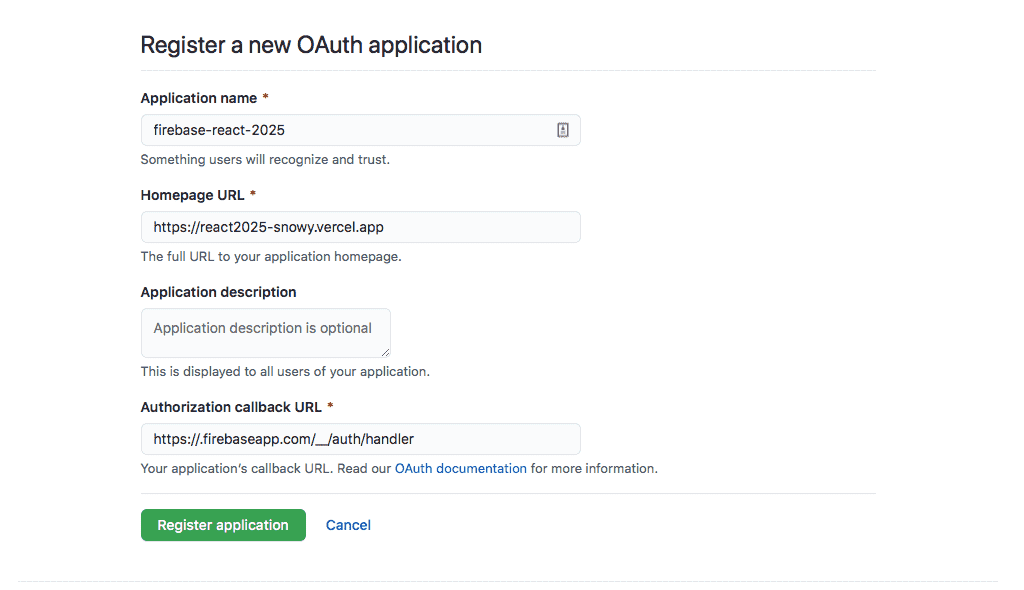 Register a new OAuth application
Application name *
firebase-react-2025
Something users will recognize and trust.
Homepage URL *
https://react2025-snowy.vercel.app
The full URL to your application homepage.
Application description
Application description is optional
This is displayed to all users of your application.
Authorization callback URL *
https://.firebaseapp.com/__/auth/handler
Your application’s callback URL. Read our OAuth documentation for more information.
Register application Cancel